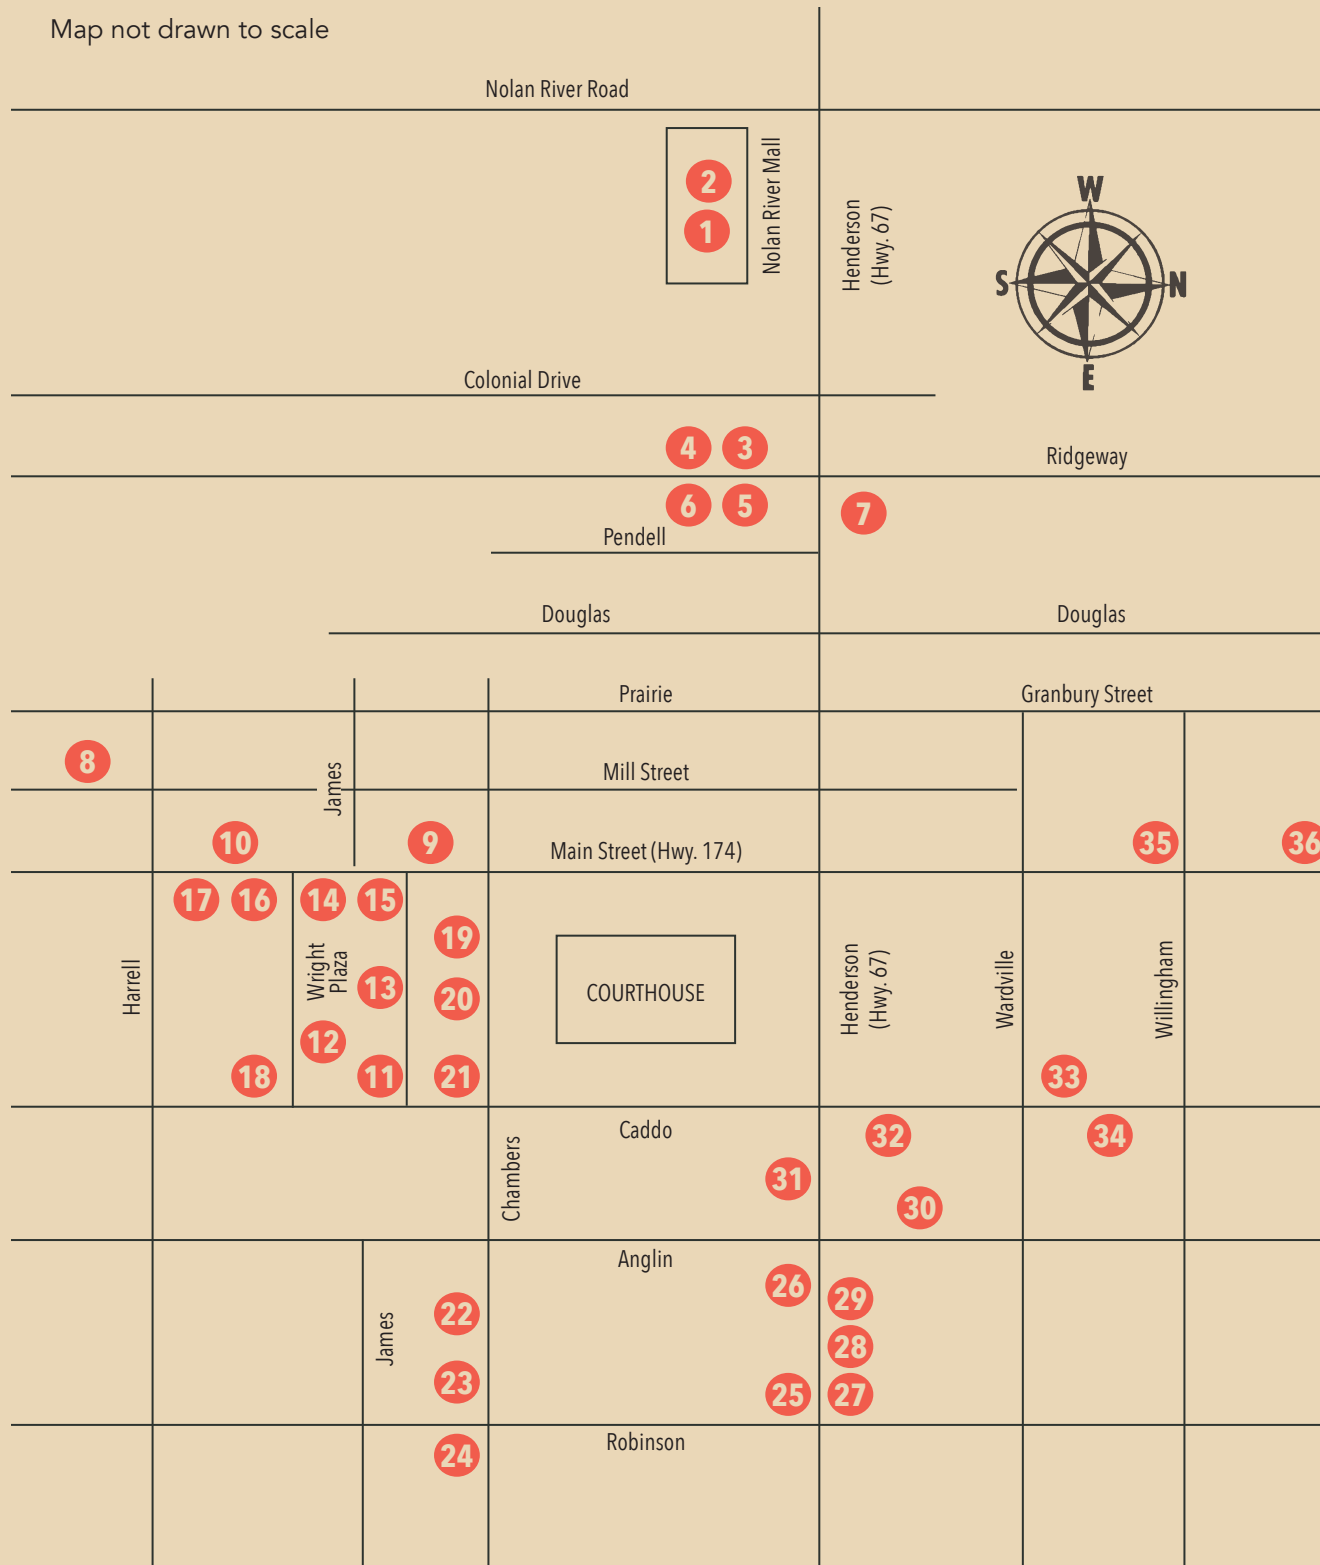 Map not drawn to scale
Nolan River Road
2
1
Nolan River Mall
Henderson
(Hwy. 67)
W
S
N
E
Colonial Drive
4
3
Ridgeway
6
5
7
Pendell
Douglas
Douglas
Prairie
Granbury Street
8
James
Mill Street
10
9
Main Street (Hwy. 174)
35
36
17
16
14
15
19
Harrell
Wright
Plaza
13
20
COURTHOUSE
Henderson
(Hwy. 67)
Wardville
Willingham
12
18
11
21
33
Caddo
32
34
Chambers
31
30
Anglin
26
29
22
James
28
23
25
27
Robinson
24